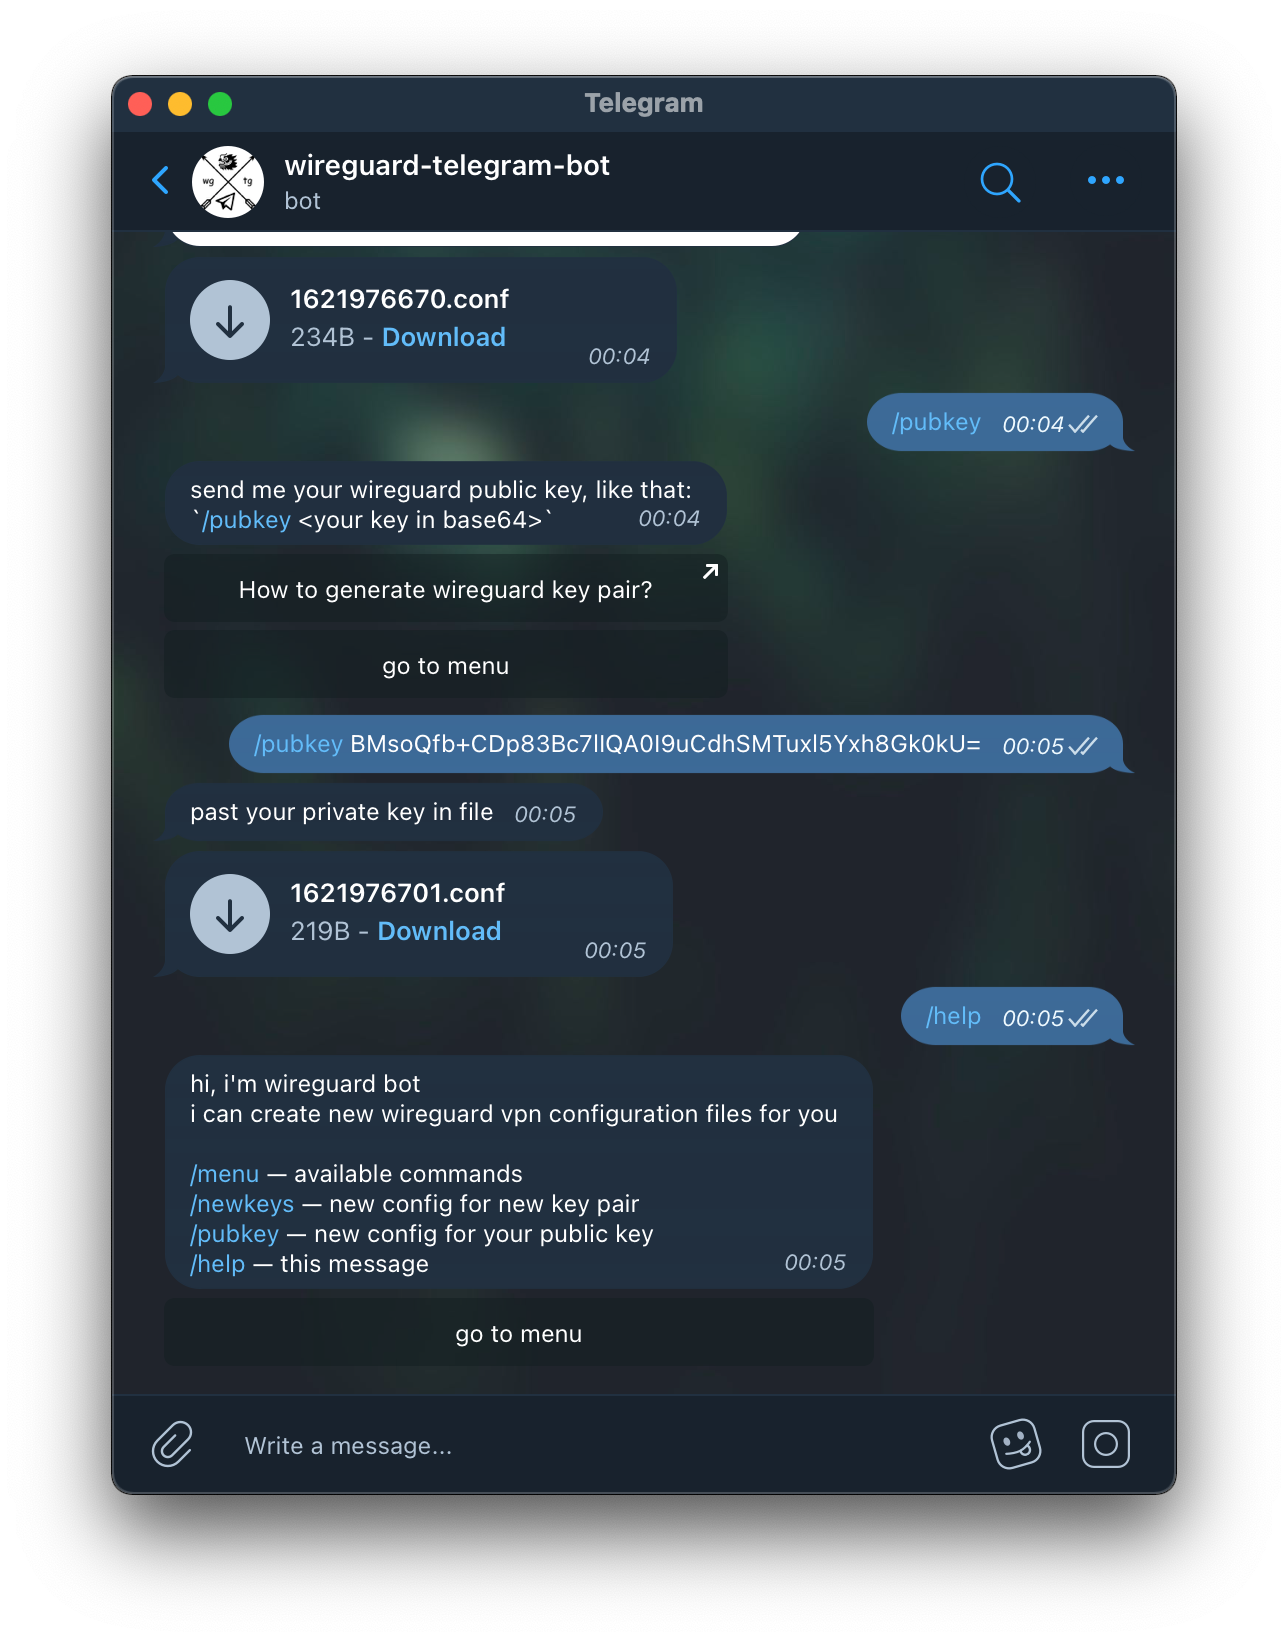 Telegram
wireguard-telegram-bot
bot
wg tg
1621976670.conf
234B - Download
00:04
/pubkey 00:04
send me your wireguard public key, like that:
`/pubkey <your key in base64>` 00:04
How to generate wireguard key pair?
go to menu
/pubkey BMsoQfb+CDp83Bc7llQA0I9uCdhSMTuxl5Yxh8Gk0kU= 00:05
past your private key in file 00:05
1621976701.conf
219B - Download
00:05
/help 00:05
hi, i'm wireguard bot
i can create new wireguard vpn configuration files for you
/menu — available commands
/newkeys — new config for new key pair
/pubkey — new config for your public key
/help — this message 00:05
go to menu
Write a message...